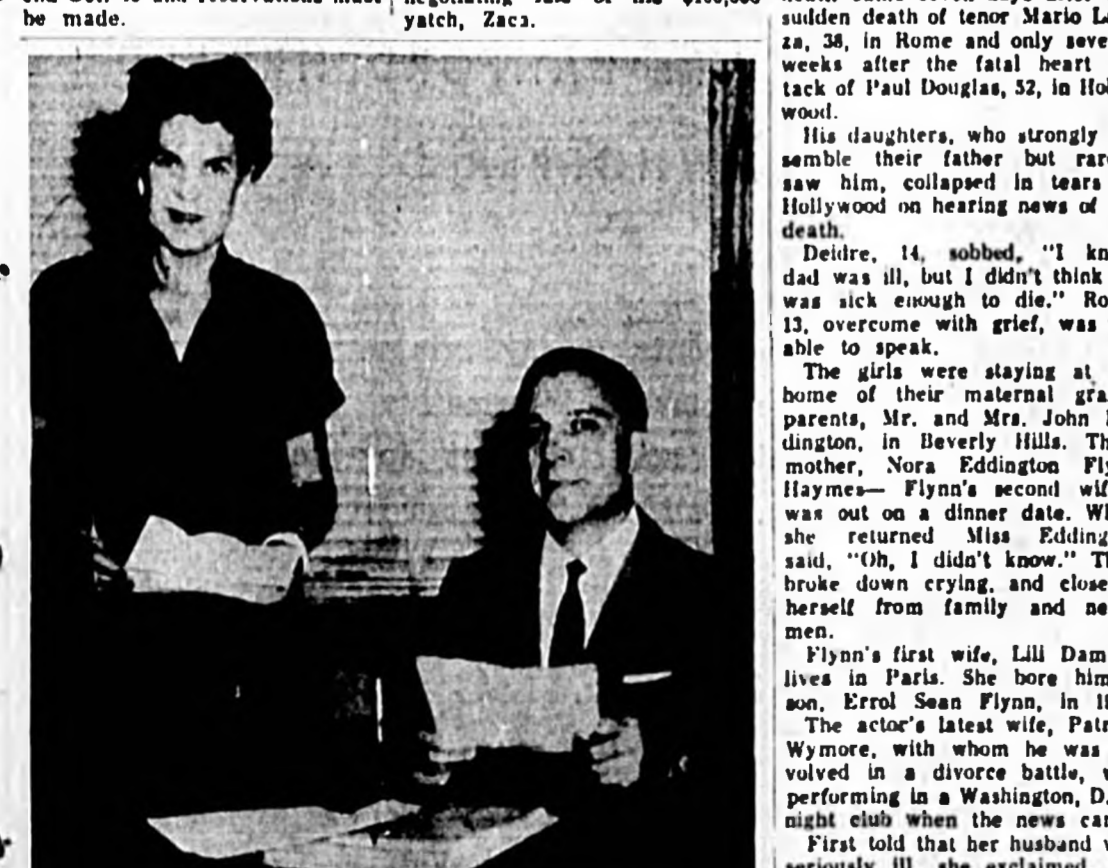 be made.
yatch, Zaca.
sudden death of tenor Mario
za, 38, in Rome and only
weeks after the fatal heart
tack of Paul Douglas, 52, in
wood.
His daughters, who strongly
semble their father but
saw him, collapsed in tears
Hollywood on hearing news of
death.
Deidre, 14, sobbed, "I
dad was ill, but I didn't think
was sick enough to die."
13, overcome with grief, was
able to speak.
The girls were staying at
home of their maternal
parents, Mr. and Mrs. John
dington, in Beverly Hills.
mother, Nora Eddington
Haymes— Flynn's second
was out on a dinner date.
she returned Miss
said, "Oh, I didn't know."
broke down crying, and
herself from family and
men.
Flynn's first wife, Lili
lives in Paris. She bore
son, Errol Sean Flynn, in
The actor's latest wife,
Wymore, with whom he was
volved in a divorce battle,
performing in a Washington,
night club when the news
First told that her husband
seriously ill, she exclaimed